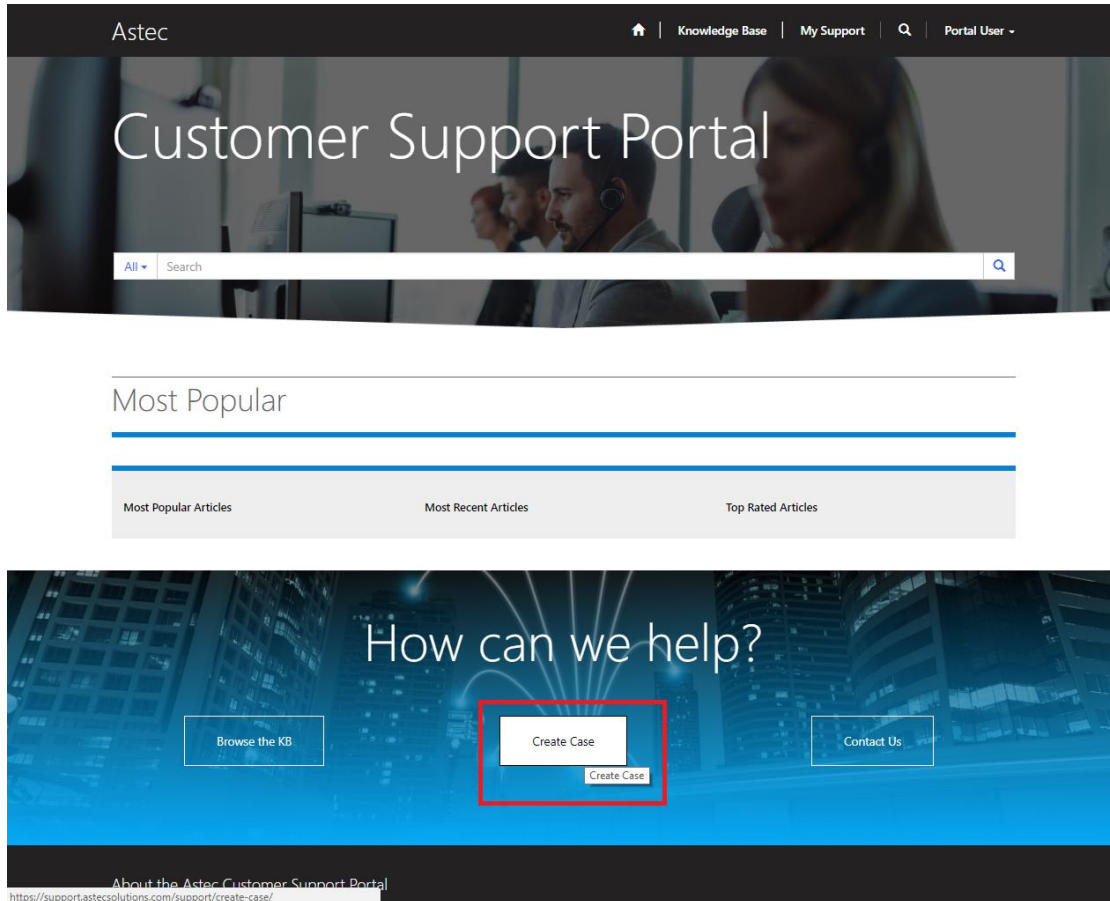 Astec
Knowledge Base | My Support | Portal User
Customer Support Portal
All Search
Most Popular
Most Popular Articles Most Recent Articles Top Rated Articles
How can we help?
Browse the KB Create Case Contact Us
Create Case
About the Astec Customer Support Portal
https://support.astecsolutions.com/support/create-case/